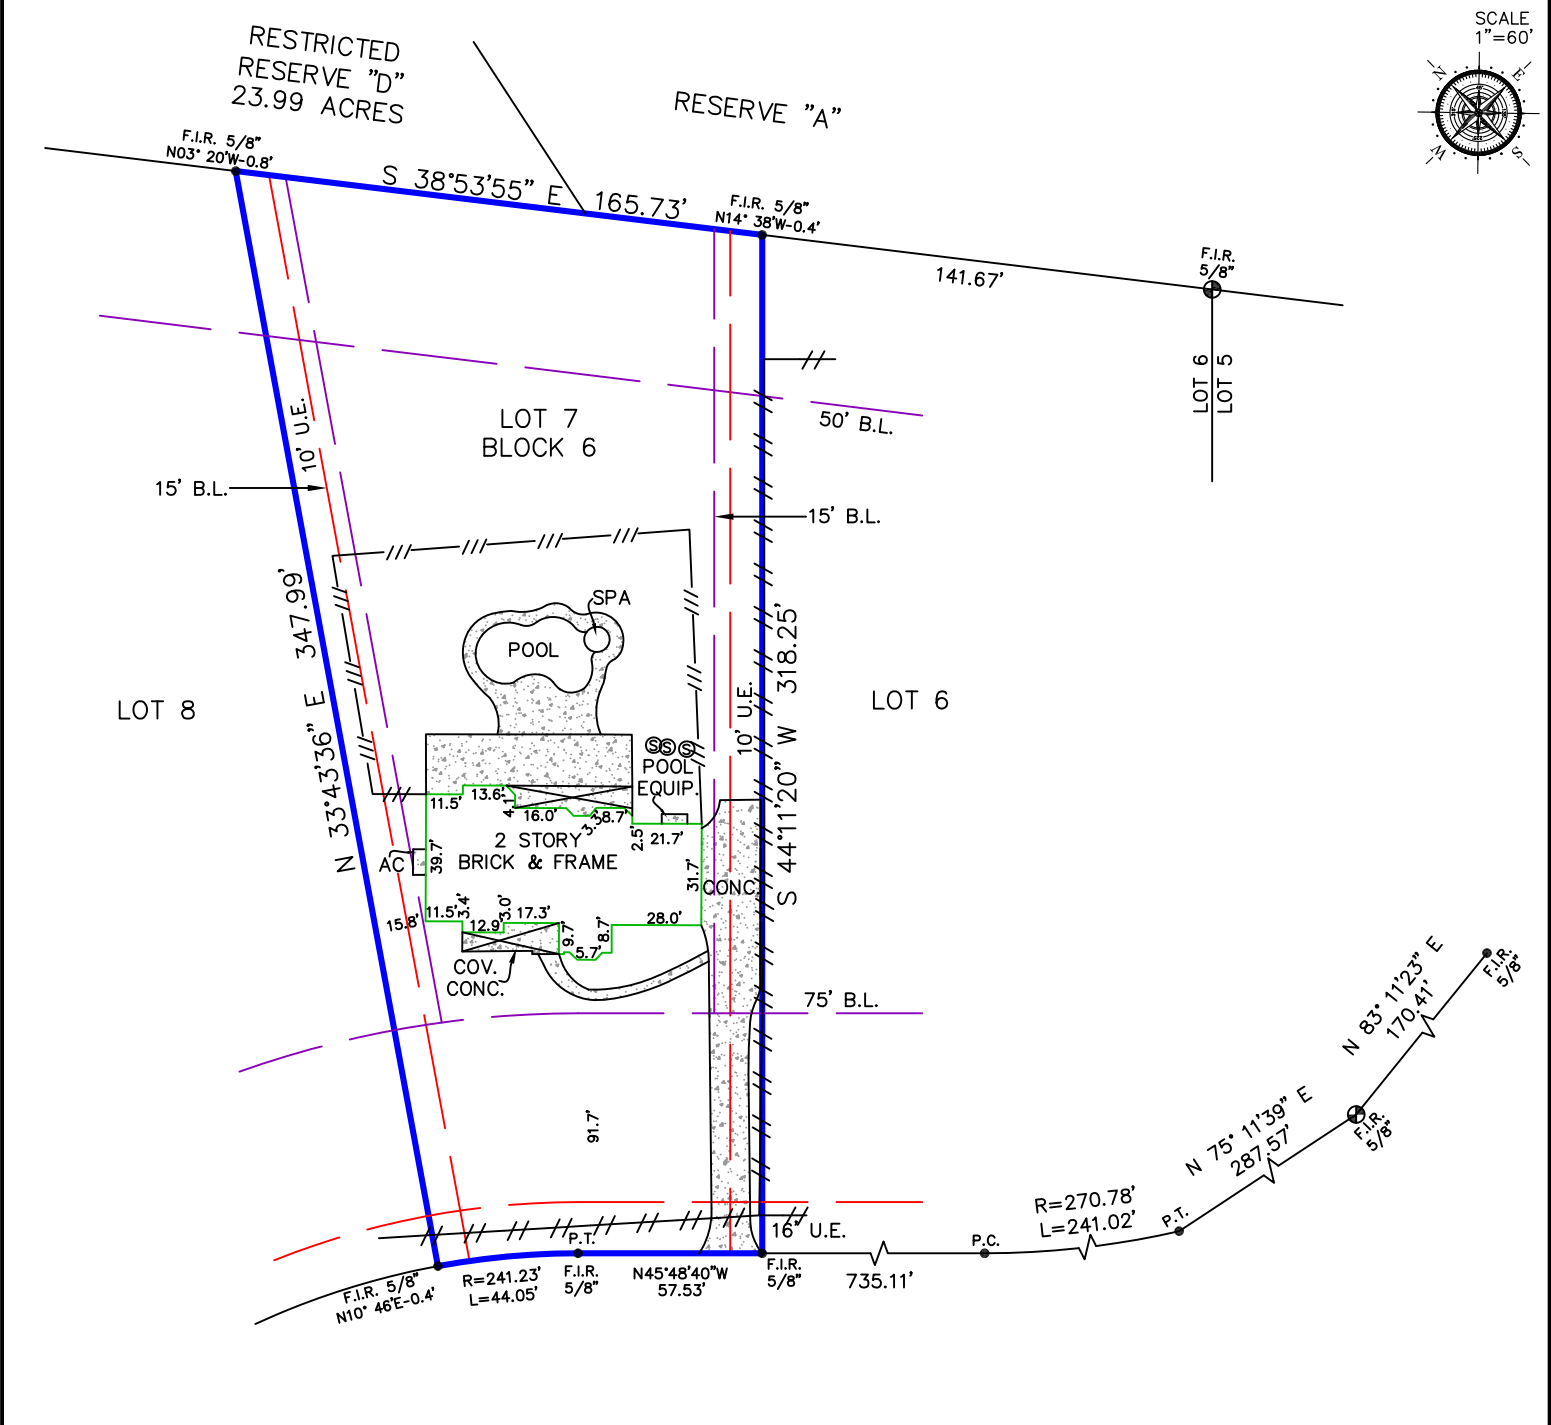 SCALE
1"=60'
N
E
W
S
RESTRICTED
RESERVE "D"
23.99 ACRES
RESERVE "A"
F.I.R. 5/8"
N03° 20'W-0.8'
S 38°53'55" E 165.73'
F.I.R. 5/8"
N14° 38'W-0.4'
141.67'
F.I.R.
5/8"
LOT 6
LOT 5
50' B.L.
LOT 7
BLOCK 6
10' U.E.
15' B.L.
15' B.L.
SPA
POOL
N 33°43'36" E 347.99'
S 44°11'20" W 318.25'
LOT 8
LOT 6
10' U.E.
S S S
POOL
EQUIP.
11.5'
13.6'
4.1'
16.0'
3.3'
8.7'
2.5'
21.7'
2 STORY
BRICK & FRAME
AC
39.7'
31.7'
CONC.
15.8'
11.5'
3.4'
12.9'
3.0'
17.3'
9.7'
5.7'
8.7'
28.0'
COV.
CONC.
75' B.L.
91.7'
N 83° 11'23" E
170.41'
F.I.R.
5/8"
N 75° 11'39" E
287.57'
F.I.R.
5/8"
R=270.78'
L=241.02'
P.T.
P.C.
16' U.E.
P.T.
F.I.R.
5/8"
F.I.R. 5/8"
N10° 46'E-0.4'
R=241.23'
L=44.05'
N45°48'40"W
57.53'
F.I.R.
5/8"
735.11'